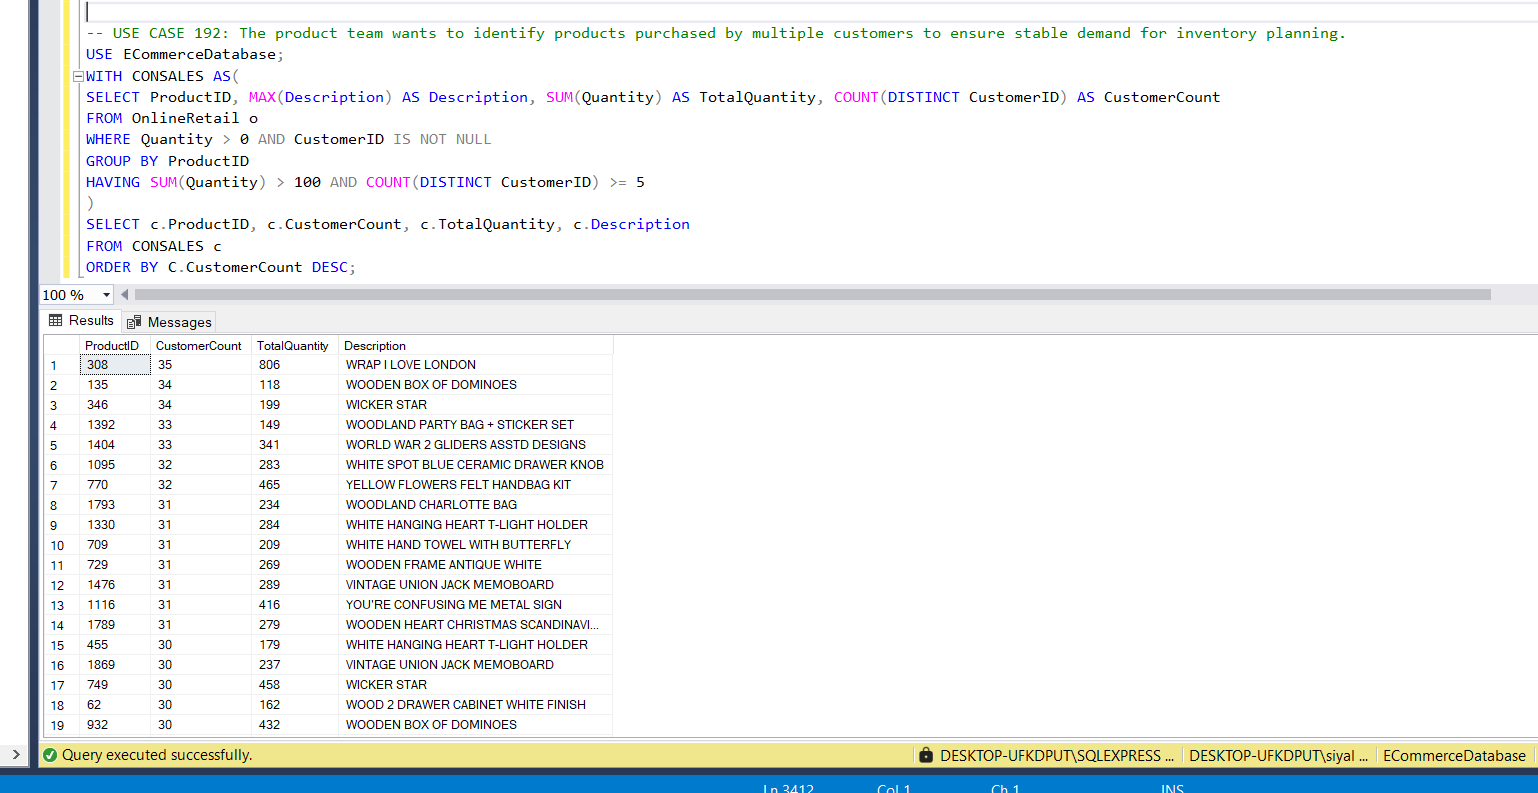 -- USE CASE 192: The product team wants to identify products purchased by multiple customers to ensure stable demand for inventory planning.
USE ECommerceDatabase;
WITH CONSALES AS(
SELECT ProductID, MAX(Description) AS Description, SUM(Quantity) AS TotalQuantity, COUNT(DISTINCT CustomerID) AS CustomerCount
FROM OnlineRetail o
WHERE Quantity > 0 AND CustomerID IS NOT NULL
GROUP BY ProductID
HAVING SUM(Quantity) > 100 AND COUNT(DISTINCT CustomerID) >= 5
)
SELECT c.ProductID, c.CustomerCount, c.TotalQuantity, c.Description
FROM CONSALES c
ORDER BY C.CustomerCount DESC;
100 %
Results Messages
ProductID CustomerCount TotalQuantity Description
1 308 35 806 WRAP I LOVE LONDON
2 135 34 118 WOODEN BOX OF DOMINOES
3 346 34 199 WICKER STAR
4 1392 33 149 WOODLAND PARTY BAG + STICKER SET
5 1404 33 341 WORLD WAR 2 GLIDERS ASSTD DESIGNS
6 1095 32 283 WHITE SPOT BLUE CERAMIC DRAWER KNOB
7 770 32 465 YELLOW FLOWERS FELT HANDBAG KIT
8 1793 31 234 WOODLAND CHARLOTTE BAG
9 1330 31 284 WHITE HANGING HEART T-LIGHT HOLDER
10 709 31 209 WHITE HAND TOWEL WITH BUTTERFLY
11 729 31 269 WOODEN FRAME ANTIQUE WHITE
12 1476 31 289 VINTAGE UNION JACK MEMOBOARD
13 1116 31 416 YOU'RE CONFUSING ME METAL SIGN
14 1789 31 279 WOODEN HEART CHRISTMAS SCANDINAVI...
15 455 30 179 WHITE HANGING HEART T-LIGHT HOLDER
16 1869 30 237 VINTAGE UNION JACK MEMOBOARD
17 749 30 458 WICKER STAR
18 62 30 162 WOOD 2 DRAWER CABINET WHITE FINISH
19 932 30 432 WOODEN BOX OF DOMINOES
Query executed successfully. DESKTOP-UFKDPUT\SQLEXPRESS ... DESKTOP-UFKDPUT\siyal ... ECommerceDatabase
Ln 3412 Col 1 Ch 1 INS